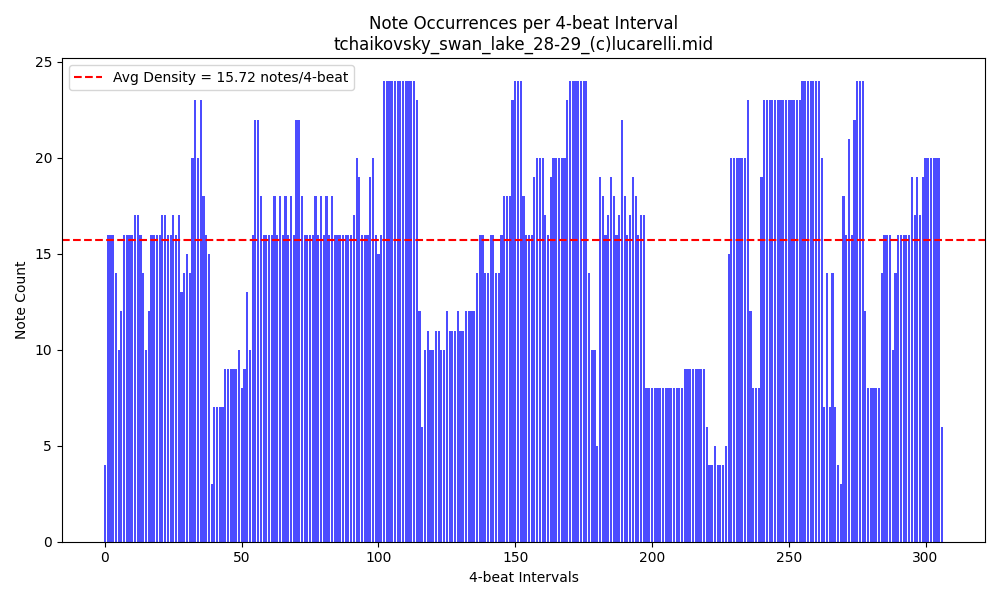 Note Occurrences per 4-beat Interval
tchaikovsky_swan_lake_28-29_(c)lucarelli.mid
Avg Density = 15.72 notes/4-beat
Note Count
25
20
15
10
5
0
0 50 100 150 200 250 300
4-beat Intervals